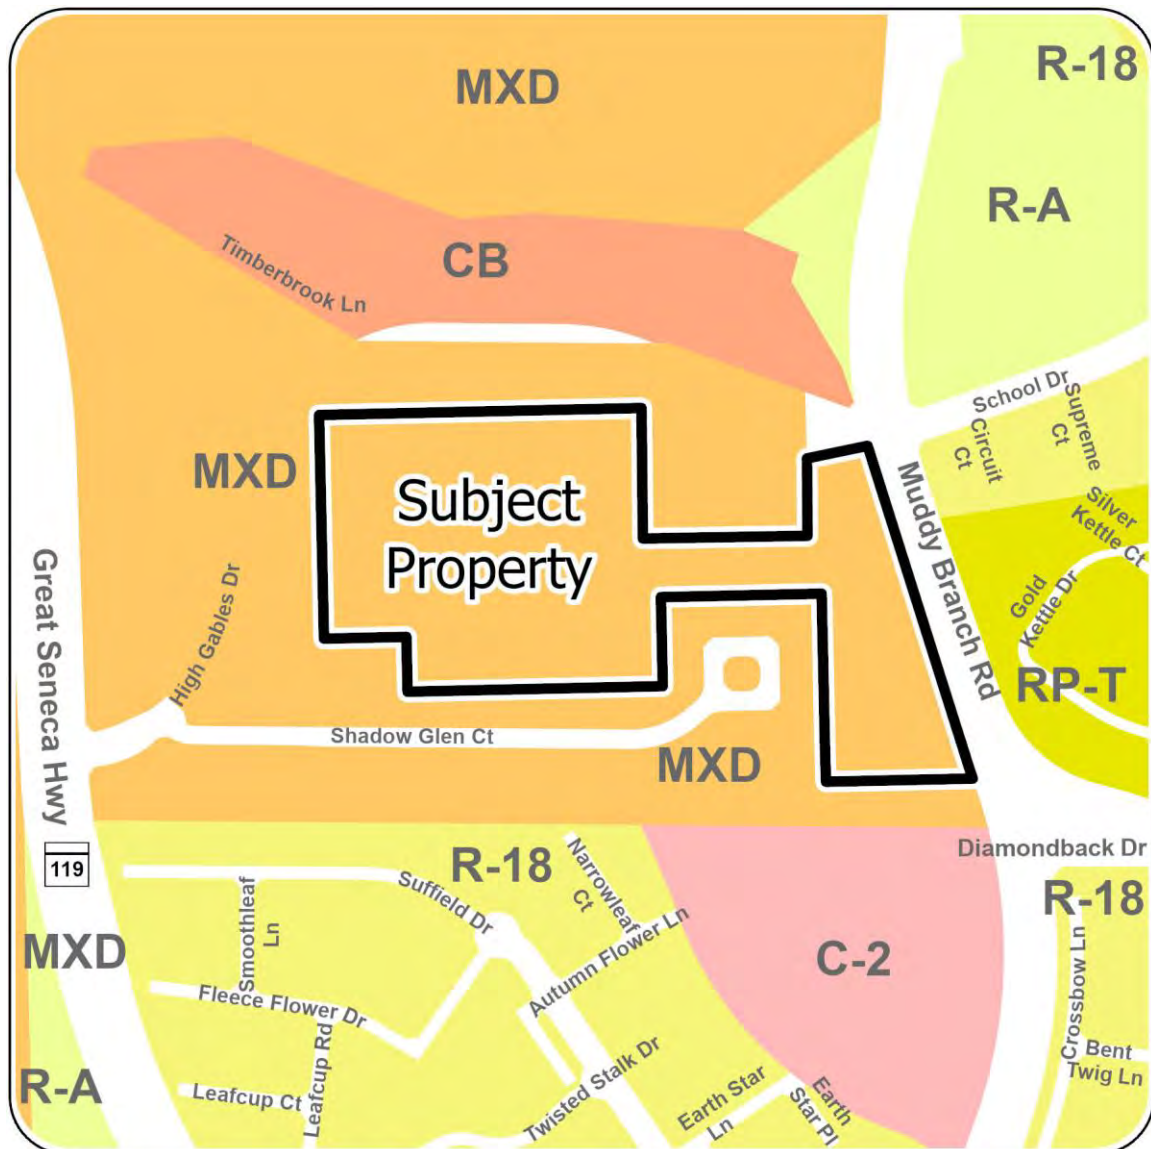 R-18
MXD
R-A
CB
Timberbrook Ln
School Dr
Supreme
Ct
Circuit
Ct
MXD
Subject
Property
Muddy Branch Rd
Silver
Kettle Ct
Gold
Kettle Dr
Great Seneca Hwy
High Gables Dr
RP-T
Shadow Glen Ct
MXD
119
R-18
Narrowleaf
Ct
Diamondback Dr
Suffield Dr
R-18
Smoothleaf
Ln
MXD
Autumn Flower Ln
C-2
Crossbow Ln
Fleece Flower Dr
Leafcup Rd
Bent
Twig Ln
R-A
Leafcup Ct
Twisted Stalk Dr
Earth Star
Ln
Earth
Star Pl